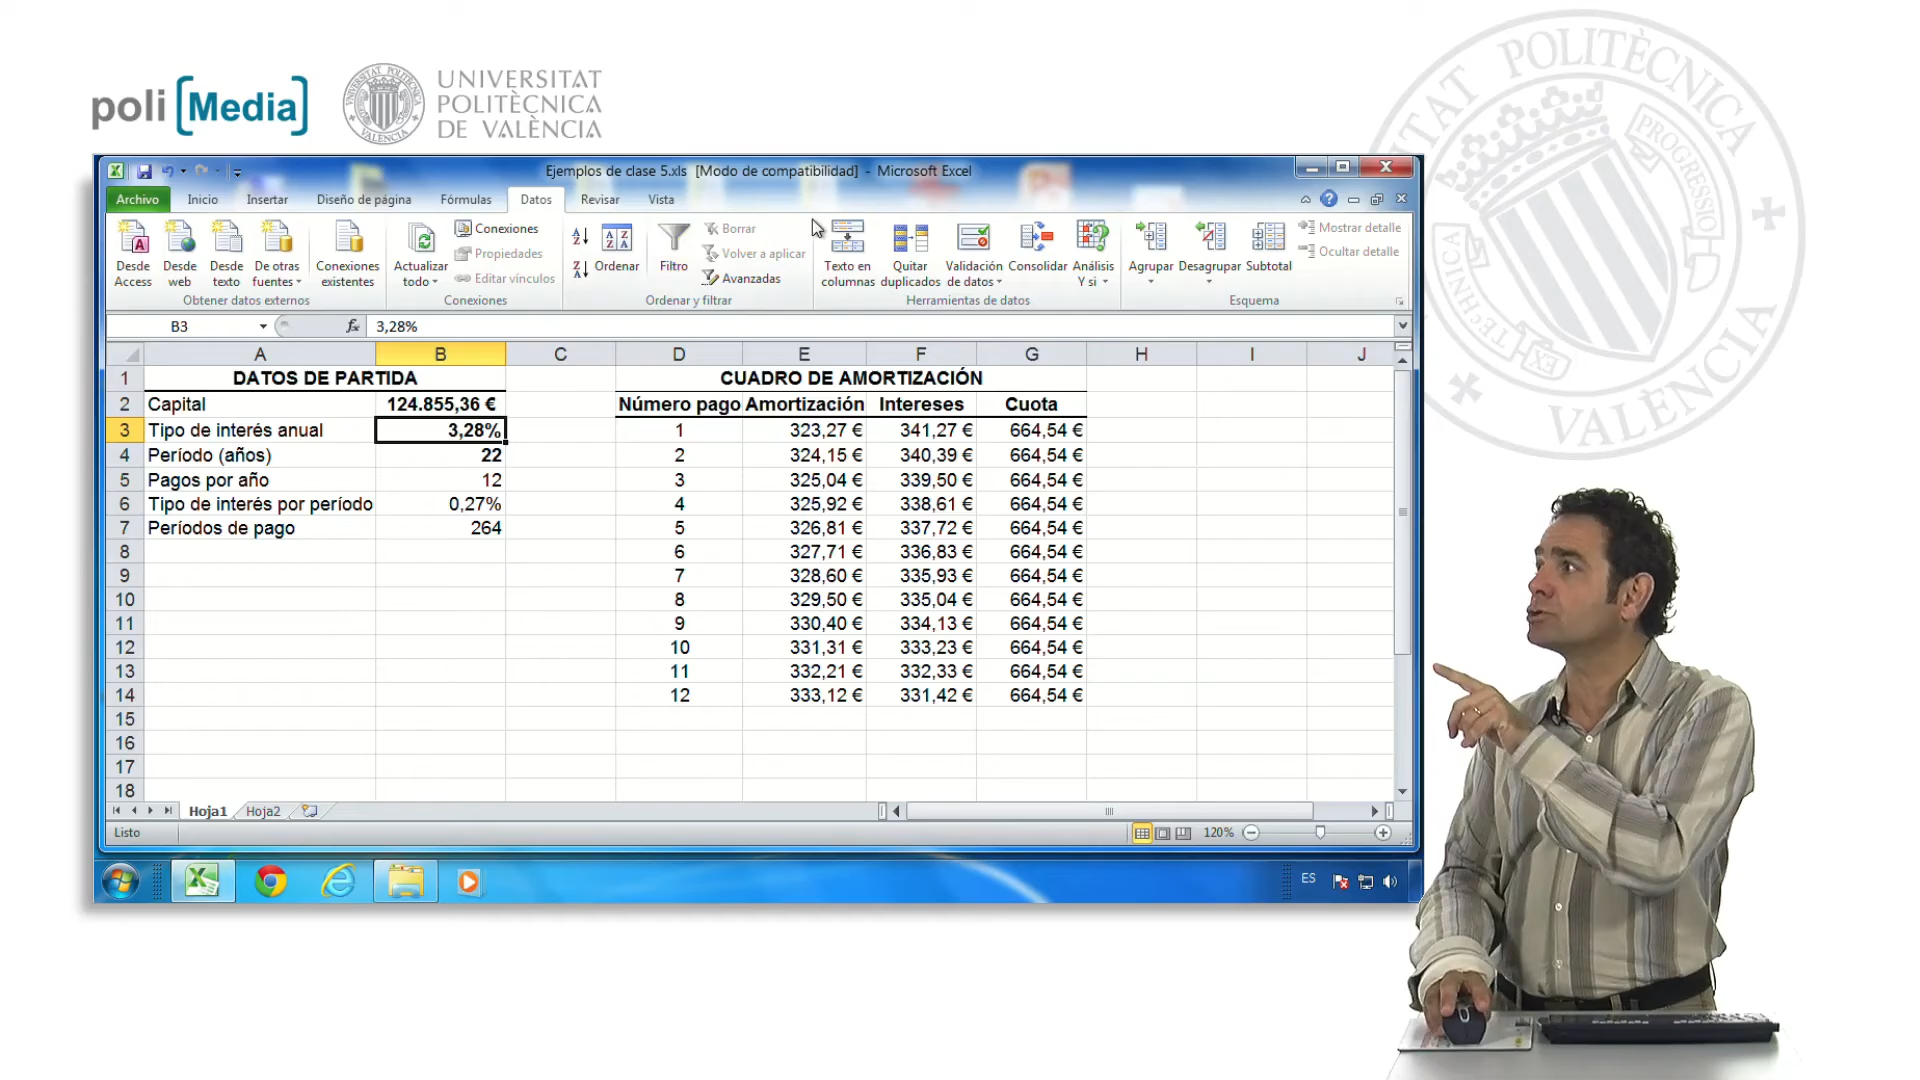 poli [Media]
UNIVERSITAT
POLITÈCNICA
DE VALÈNCIA
UNIVERSITAT POLITÈCNICA
DE VALÈNCIA
PROGRESSIO
EX TECHNICA
Ejemplos de clase 5.xls [Modo de compatibilidad] - Microsoft Excel
Archivo Inicio Insertar Diseño de página Fórmulas Datos Revisar Vista
Desde Access
Desde web
Desde texto
De otras fuentes
Conexiones existentes
Obtener datos externos
Actualizar todo
Conexiones
Propiedades
Editar vínculos
Conexiones
Ordenar
Filtro
Borrar
Volver a aplicar
Avanzadas
Ordenar y filtrar
Texto en columnas
Quitar duplicados
Validación de datos
Consolidar
Análisis Y si
Herramientas de datos
Agrupar
Desagrupar
Subtotal
Mostrar detalle
Ocultar detalle
Esquema
B3 fx 3,28%
A B C D E F G H I J
1 DATOS DE PARTIDA CUADRO DE AMORTIZACIÓN
2 Capital 124.855,36 € Número pago Amortización Intereses Cuota
3 Tipo de interés anual 3,28% 1 323,27 € 341,27 € 664,54 €
4 Período (años) 22 2 324,15 € 340,39 € 664,54 €
5 Pagos por año 12 3 325,04 € 339,50 € 664,54 €
6 Tipo de interés por período 0,27% 4 325,92 € 338,61 € 664,54 €
7 Períodos de pago 264 5 326,81 € 337,72 € 664,54 €
8 6 327,71 € 336,83 € 664,54 €
9 7 328,60 € 335,93 € 664,54 €
10 8 329,50 € 335,04 € 664,54 €
11 9 330,40 € 334,13 € 664,54 €
12 10 331,31 € 333,23 € 664,54 €
13 11 332,21 € 332,33 € 664,54 €
14 12 333,12 € 331,42 € 664,54 €
15
16
17
18
Hoja1 Hoja2
Listo 120%
ES